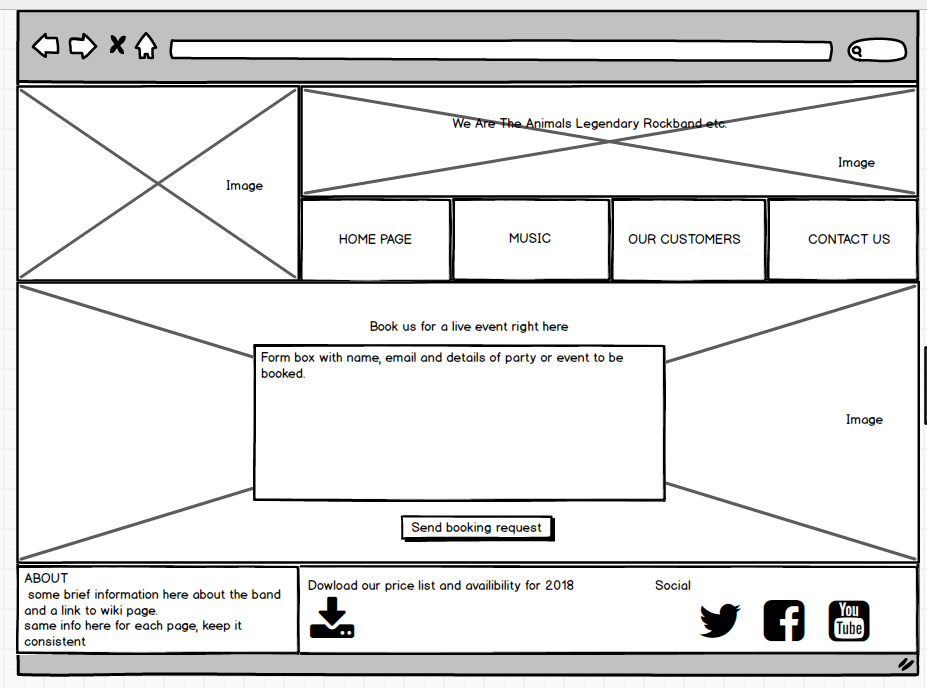 We Are The Animals Legendary Rockband etc.
Image
Image
HOME PAGE
MUSIC
OUR CUSTOMERS
CONTACT US
Book us for a live event right here
Form box with name, email and details of party or event to be
booked.
Image
Send booking request
ABOUT
some brief information here about the band
and a link to wiki page.
same info here for each page, keep it
consistent
Dowload our price list and availibility for 2018
Social
You
Tube